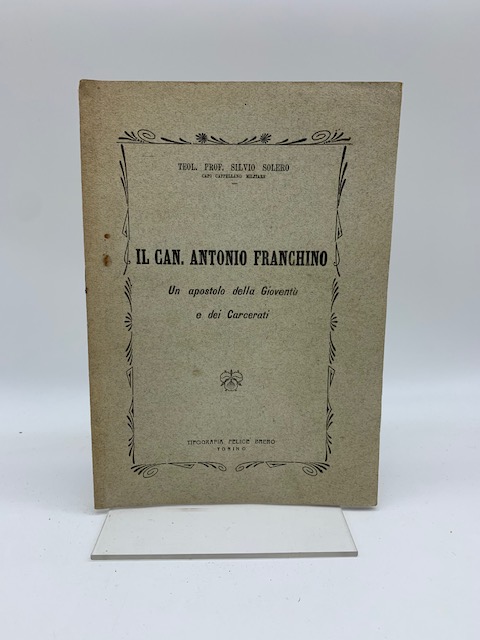 TEOL. PROF. SILVIO SOLERO
CAPO CAPPELLANO MILITARE
IL CAN. ANTONIO FRANCHINO
Un apostolo della Gioventù
e dei Carcerati
TIPOGRAFIA FELICE
TORINO